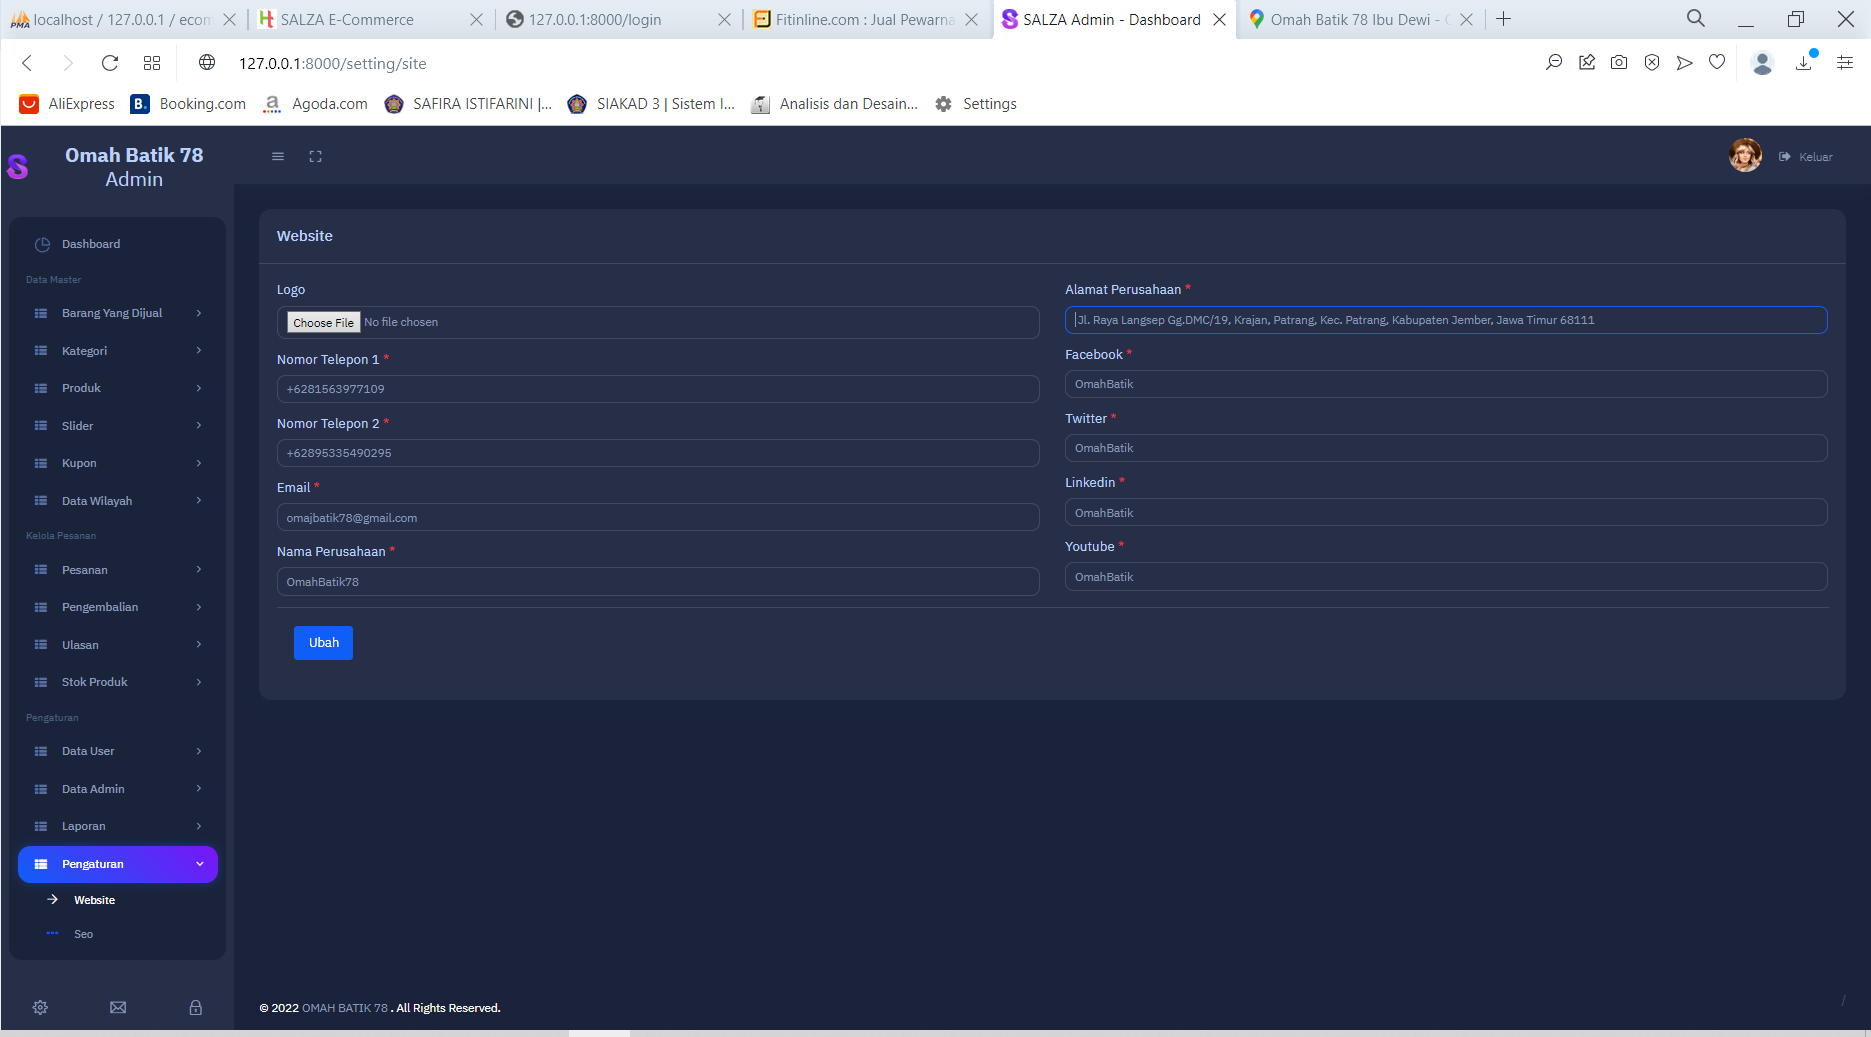 localhost / 127.0.0.1 / ecom
SALZA E-Commerce
127.0.0.1:8000/login
Fitinline.com : Jual Pewarna
SALZA Admin - Dashboard
Omah Batik 78 Ibu Dewi -
127.0.0.1:8000/setting/site
AliExpress
Booking.com
Agoda.com
SAFIRA ISTIFARINI |...
SIAKAD 3 | Sistem I...
Analisis dan Desain...
Settings
Omah Batik 78
Admin
Keluar
Dashboard
Data Master
Barang Yang Dijual
Kategori
Produk
Slider
Kupon
Data Wilayah
Kelola Pesanan
Pesanan
Pengembalian
Ulasan
Stok Produk
Pengaturan
Data User
Data Admin
Laporan
Pengaturan
Website
Seo
Website
Logo
Choose File No file chosen
Nomor Telepon 1 *
+6281563977109
Nomor Telepon 2 *
+62895335490295
Email *
omajbatik78@gmail.com
Nama Perusahaan *
OmahBatik78
Alamat Perusahaan *
Jl. Raya Langsep Gg.DMC/19, Krajan, Patrang, Kec. Patrang, Kabupaten Jember, Jawa Timur 68111
Facebook *
OmahBatik
Twitter *
OmahBatik
Linkedin *
OmahBatik
Youtube *
OmahBatik
Ubah
© 2022 OMAH BATIK 78 . All Rights Reserved.
/